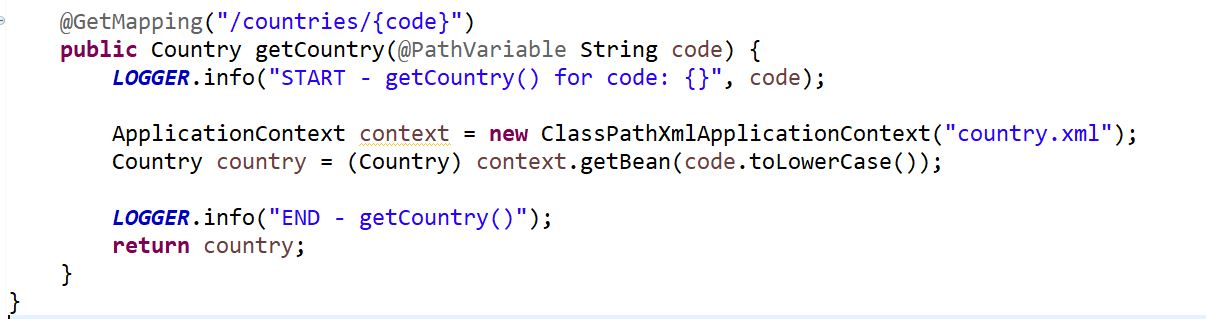 @GetMapping("/countries/{code}")
public Country getCountry(@PathVariable String code) {
LOGGER.info("START - getCountry() for code: {}", code);
ApplicationContext context = new ClassPathXmlApplicationContext("country.xml");
Country country = (Country) context.getBean(code.toLowerCase());
LOGGER.info("END - getCountry()");
return country;
}
}